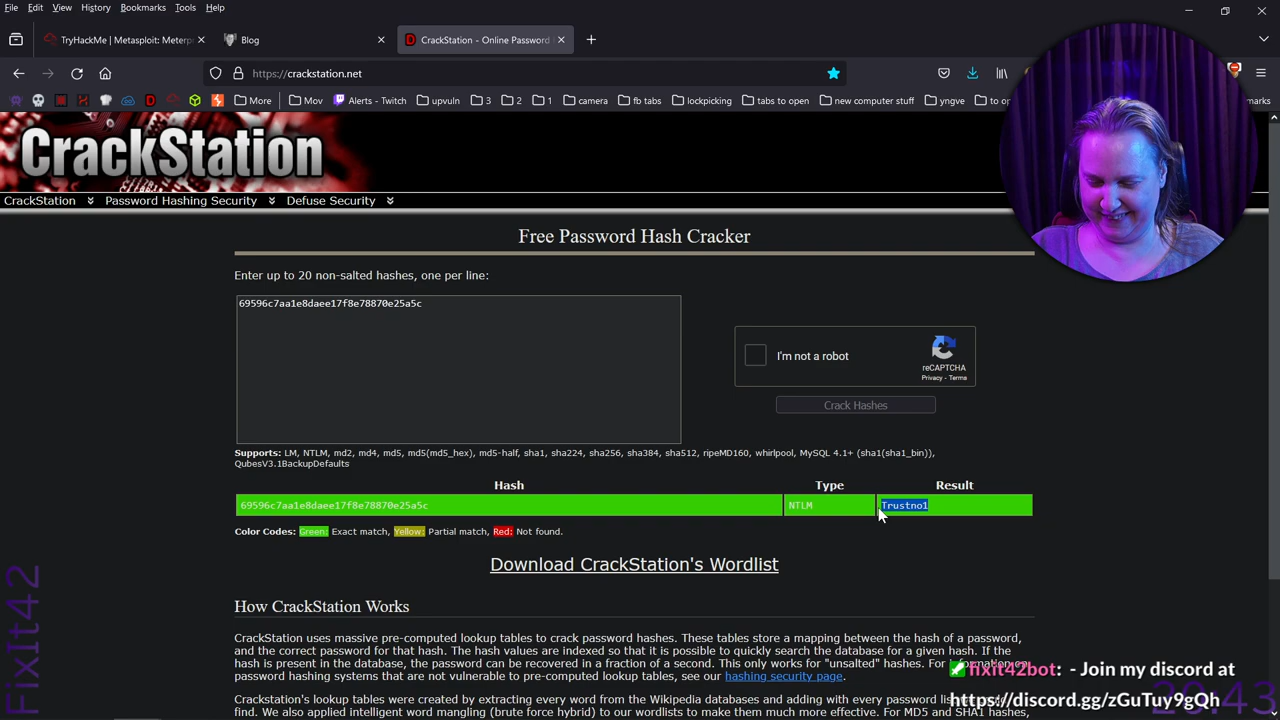 File Edit View History Bookmarks Tools Help
TryHackMe | Metasploit: Meterpr
Blog
CrackStation - Online Password
https://crackstation.net
More
Mov
Alerts - Twitch
upvuln
3
2
1
camera
fb tabs
lockpicking
tabs to open
new computer stuff
yngve
to o
kmarks
CrackStation
CrackStation
Password Hashing Security
Defuse Security
Free Password Hash Cracker
Enter up to 20 non-salted hashes, one per line:
69596c7aa1e8daee17f8e78870e25a5c
I'm not a robot
reCAPTCHA
Privacy - Terms
Crack Hashes
Supports: LM, NTLM, md2, md4, md5, md5(md5_hex), md5-half, sha1, sha224, sha256, sha384, sha512, ripeMD160, whirlpool, MySQL 4.1+ (sha1(sha1_bin)),
QubesV3.1BackupDefaults
Hash Type Result
69596c7aa1e8daee17f8e78870e25a5c NTLM Trustno1
Color Codes: Green: Exact match, Yellow: Partial match, Red: Not found.
Download CrackStation's Wordlist
How CrackStation Works
CrackStation uses massive pre-computed lookup tables to crack password hashes. These tables store a mapping between the hash of a password,
and the correct password for that hash. The hash values are indexed so that it is possible to quickly search the database for a given hash. If the
hash is present in the database, the password can be recovered in a fraction of a second. This only works for "unsalted" hashes. For information on
password hashing systems that are not vulnerable to pre-computed lookup tables, see our hashing security page.
Crackstation's lookup tables were created by extracting every word from the Wikipedia databases and adding with every password list
find. We also applied intelligent word mangling (brute force hybrid) to our wordlists to make them much more effective. For MD5 and SHA1 hashes,
fixit42bot: - Join my discord at
https://discord.gg/zGuTuy9gQh
FixIt42
20:43